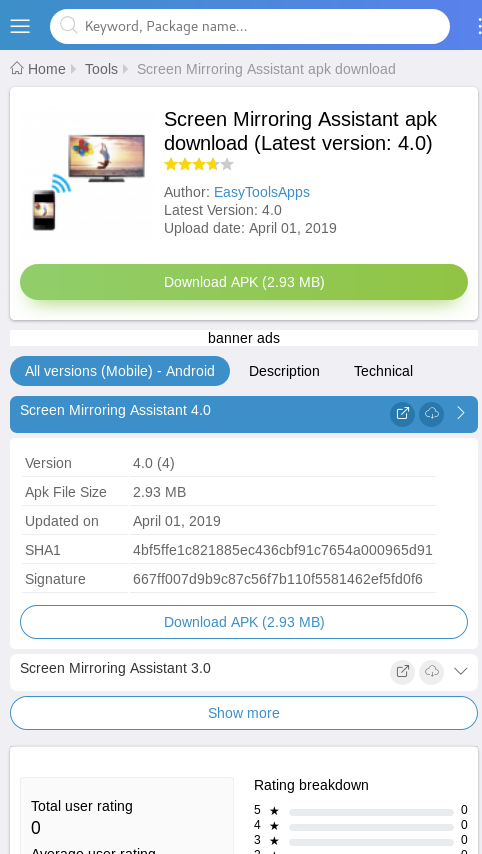 Keyword, Package name...
Home
Tools
Screen Mirroring Assistant apk download
Screen Mirroring Assistant apk
download (Latest version: 4.0)
Author: EasyToolsApps
Latest Version: 4.0
Upload date: April 01, 2019
Download APK (2.93 MB)
banner ads
All versions (Mobile) - Android
Description
Technical
Screen Mirroring Assistant 4.0
Version 4.0 (4)
Apk File Size 2.93 MB
Updated on April 01, 2019
SHA1 4bf5ffe1c821885ec436cbf91c7654a000965d91
Signature 667ff007d9b9c87c56f7b110f5581462ef5fd0f6
Download APK (2.93 MB)
Screen Mirroring Assistant 3.0
Show more
Total user rating
0
Average user rating
Rating breakdown
5 ★ 0
4 ★ 0
3 ★ 0